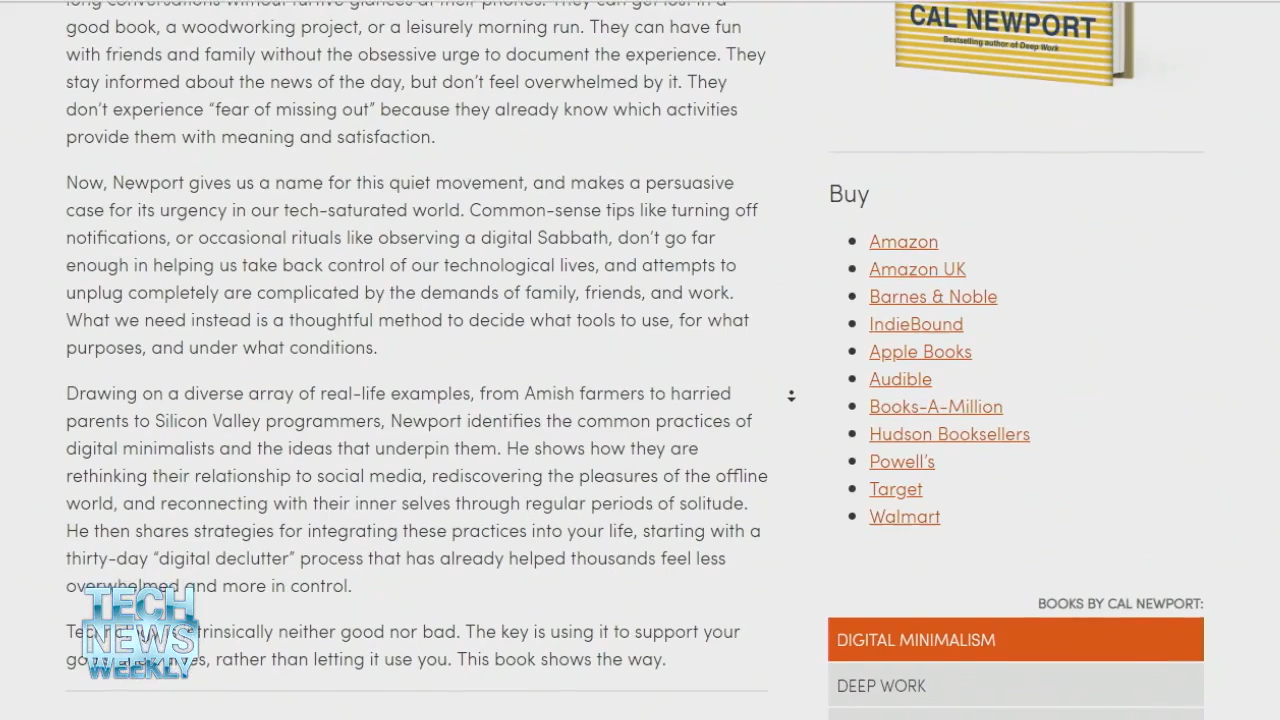 good book, a woodworking project, or a leisurely morning run. They can have fun
with friends and family without the obsessive urge to document the experience. They
stay informed about the news of the day, but don’t feel overwhelmed by it. They
don’t experience “fear of missing out” because they already know which activities
provide them with meaning and satisfaction.
Now, Newport gives us a name for this quiet movement, and makes a persuasive
case for its urgency in our tech-saturated world. Common-sense tips like turning off
notifications, or occasional rituals like observing a digital Sabbath, don’t go far
enough in helping us take back control of our technological lives, and attempts to
unplug completely are complicated by the demands of family, friends, and work.
What we need instead is a thoughtful method to decide what tools to use, for what
purposes, and under what conditions.
Drawing on a diverse array of real-life examples, from Amish farmers to harried
parents to Silicon Valley programmers, Newport identifies the common practices of
digital minimalists and the ideas that underpin them. He shows how they are
rethinking their relationship to social media, rediscovering the pleasures of the offline
world, and reconnecting with their inner selves through regular periods of solitude.
He then shares strategies for integrating these practices into your life, starting with a
thirty-day “digital declutter” process that has already helped thousands feel less
overwhelmed and more in control.
neither good nor bad. The key is using it to support your
rather than letting it use you. This book shows the way.
TECH
NEWS
WEEKLY
CAL NEWPORT
Bestselling author of Deep Work
Buy
Amazon
Amazon UK
Barnes & Noble
IndieBound
Apple Books
Audible
Books-A-Million
Hudson Booksellers
Powell’s
Target
Walmart
BOOKS BY CAL NEWPORT:
DIGITAL MINIMALISM
DEEP WORK